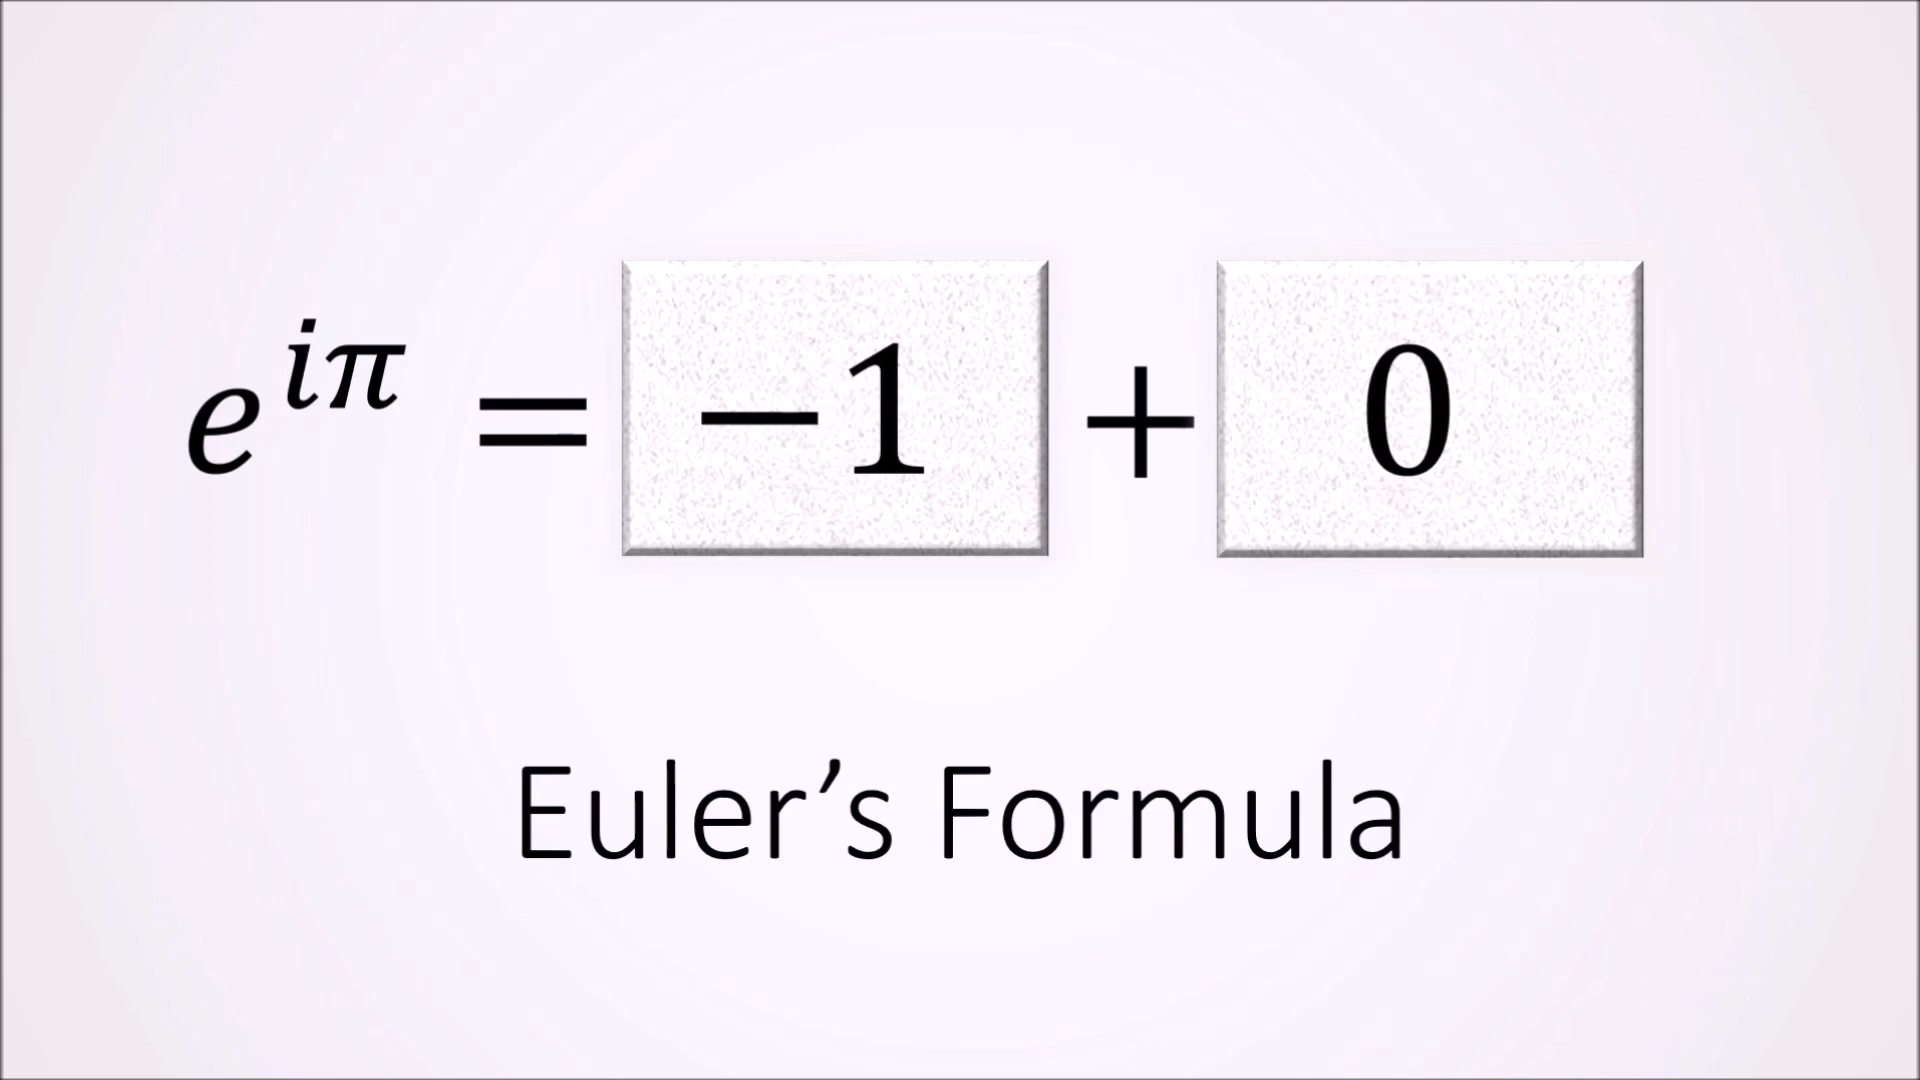 e^{iπ} = −1 + 0
Euler’s Formula